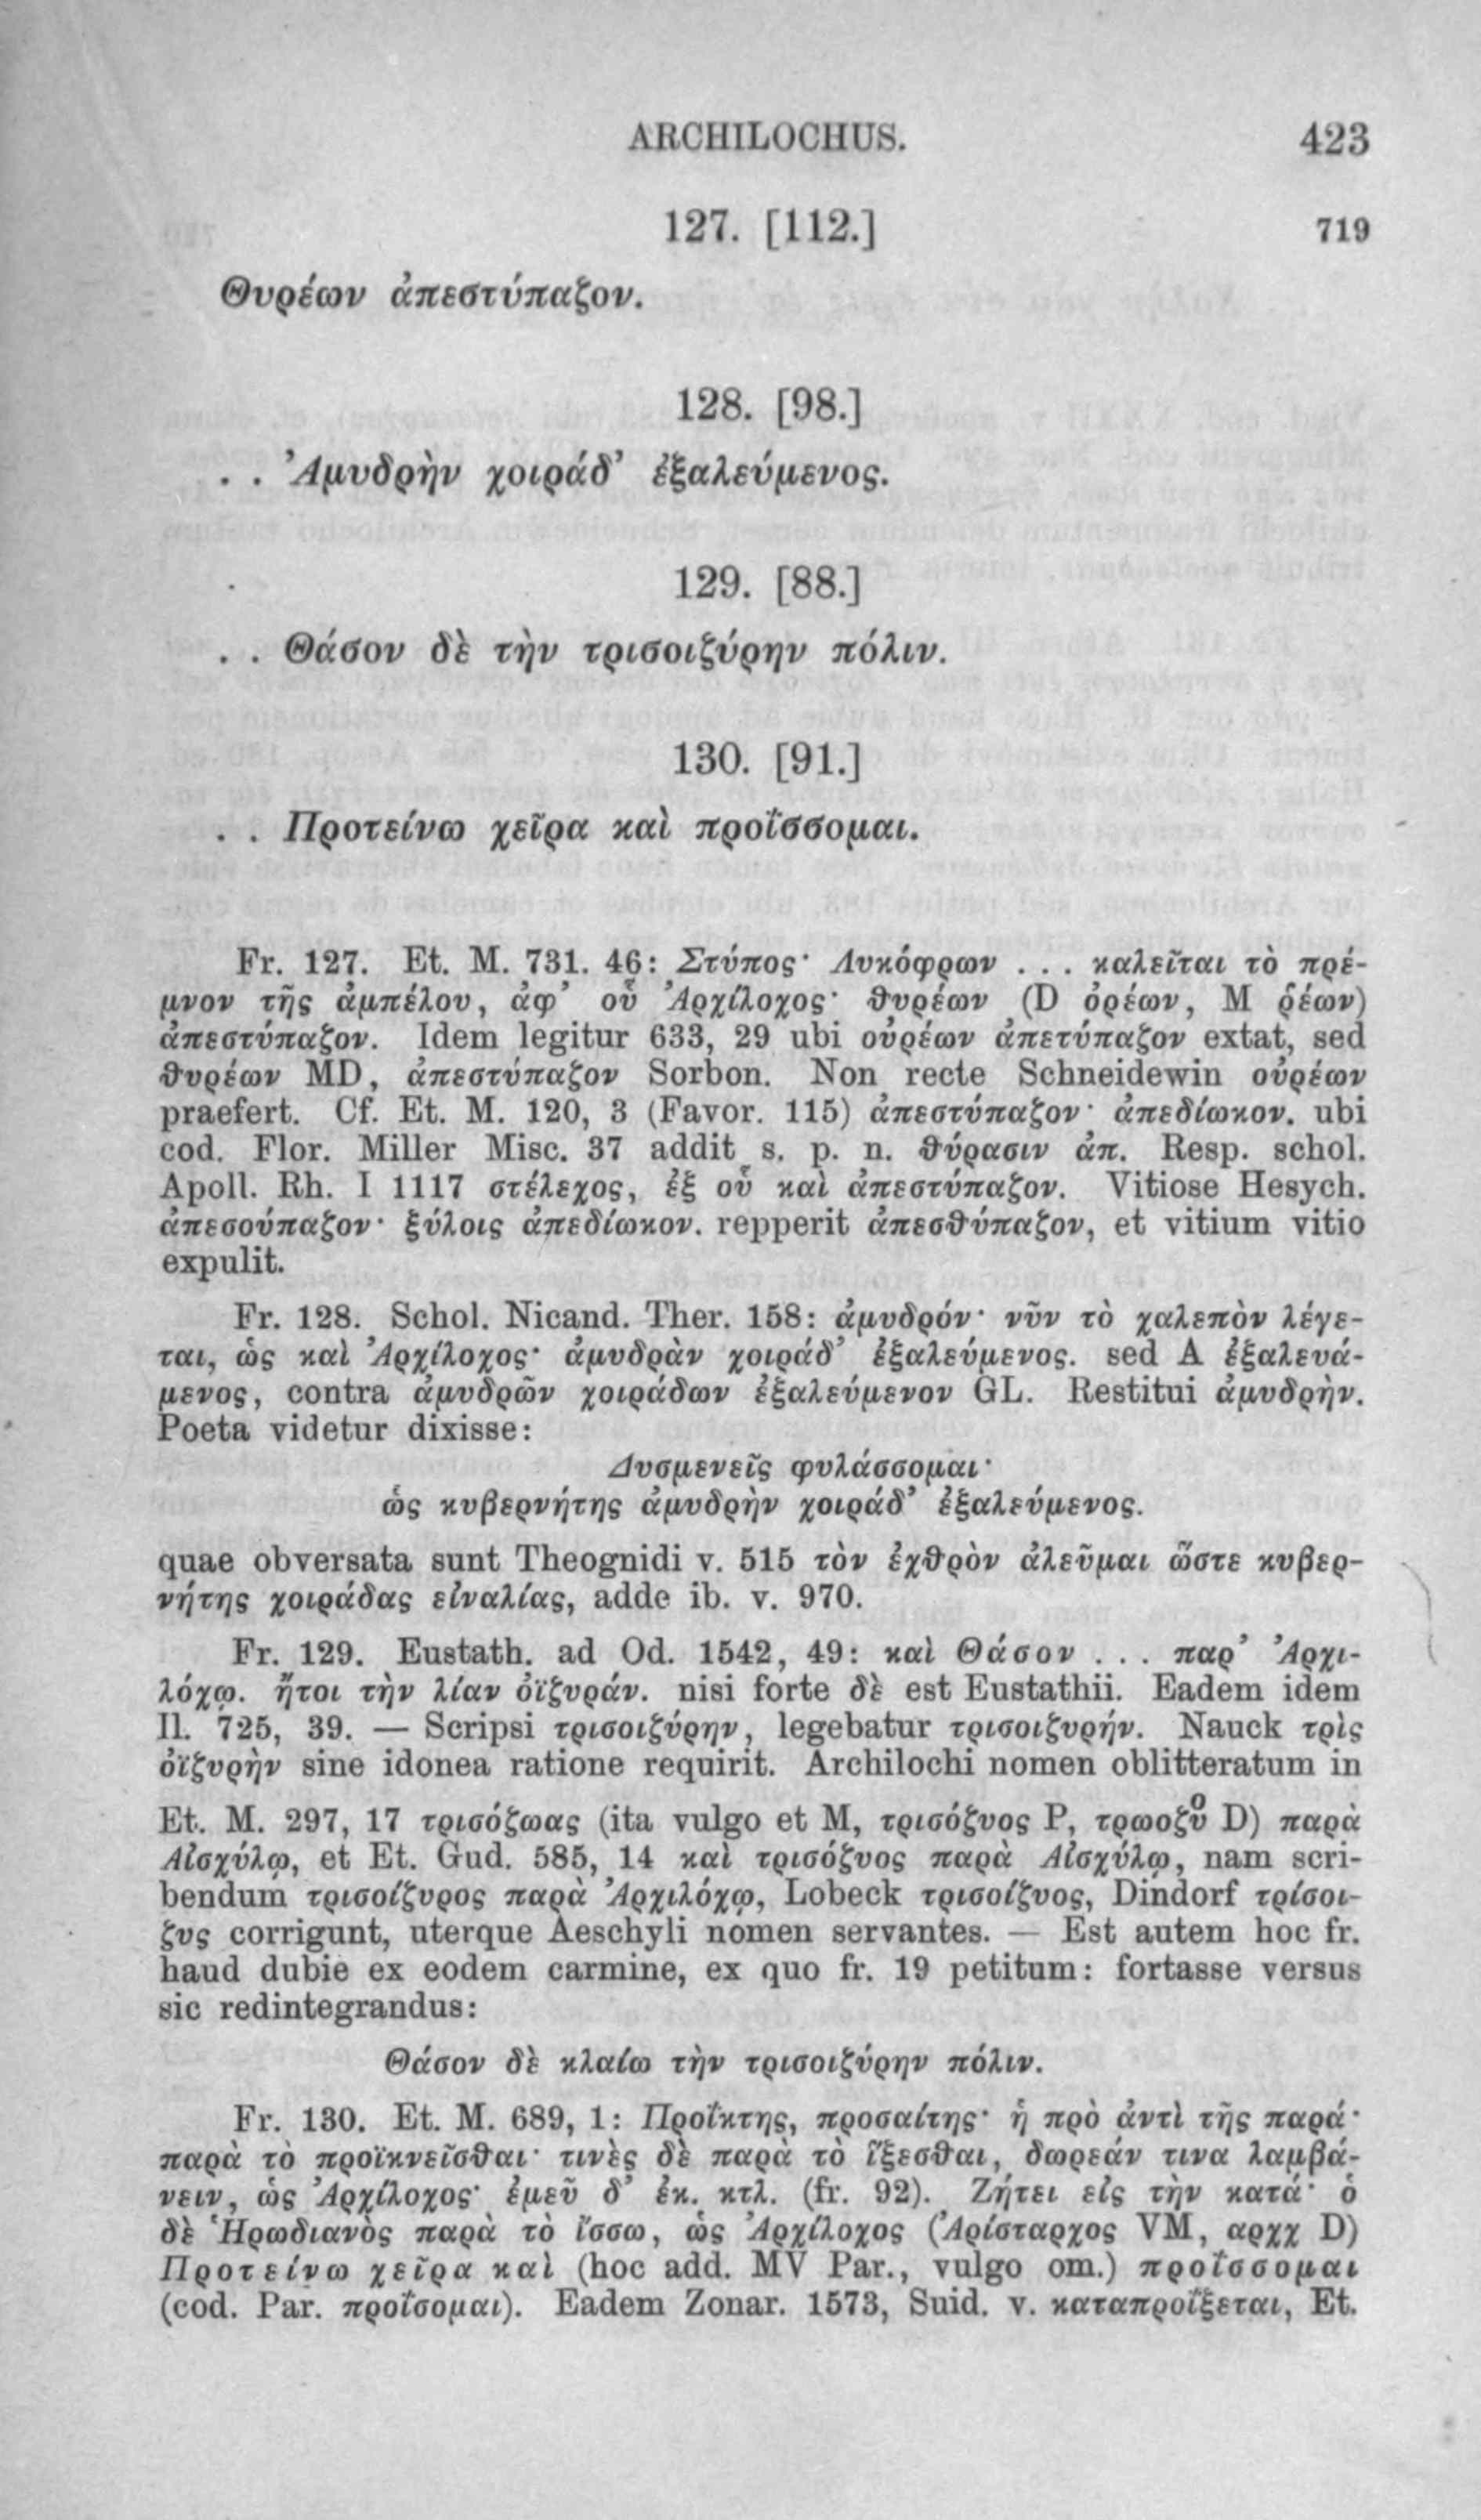 ARCHILOCHUS. 423
127. [112.] 719
Θυρέων ἀπεστύπαζον.
128. [98.]
. . Ἀμυδρὴν χοιράδ’ ἐξαλεύμενος.
129. [88.]
. . Θάσον δὲ τὴν τρισοιζύρην πόλιν.
130. [91.]
. . Προτείνω χεῖρα καὶ προΐσσομαι.
Fr. 127. Et. M. 731. 46: Στύπος· Λυκόφρων . . . καλεῖται τὸ πρέ-
μνον τῆς ἀμπέλου, ἀφ’ οὗ Ἀρχίλοχος· θυρέων (D ὀρέων, M ῥέων)
ἀπεστύπαζον. Idem legitur 633, 29 ubi οὐρέων ἀπετύπαζον extat, sed
θυρέων MD, ἀπεστύπαζον Sorbon. Non recte Schneidewin οὐρέων
praefert. Cf. Et. M. 120, 3 (Favor. 115) ἀπεστύπαζον· ἀπεδίωκον. ubi
cod. Flor. Miller Misc. 37 addit s. p. n. θύρασιν ἀπ. Resp. schol.
Apoll. Rh. I 1117 στέλεχος, ἐξ οὗ καὶ ἀπεστύπαζον. Vitiose Hesych.
ἀπεσούπαζον· ξύλοις ἀπεδίωκον. repperit ἀπεσθύπαζον, et vitium vitio
expulit.
Fr. 128. Schol. Nicand. Ther. 158: ἀμυδρόν· νῦν τὸ χαλεπὸν λέγε-
ται, ὡς καὶ Ἀρχίλοχος· ἀμυδρὰν χοιράδ’ ἐξαλεύμενος. sed A ἐξαλευά-
μενος, contra ἀμυδρῶν χοιράδων ἐξαλεύμενον GL. Restitui ἀμυδρὴν.
Poeta videtur dixisse:
Δυσμενεῖς φυλάσσομαι·
ὡς κυβερνήτης ἀμυδρὴν χοιράδ’ ἐξαλεύμενος.
quae obversata sunt Theognidi v. 515 τὸν ἐχθρὸν ἀλεῦμαι ὥστε κυβερ-
νήτης χοιράδας εἰναλίας, adde ib. v. 970.
Fr. 129. Eustath. ad Od. 1542, 49: καὶ Θάσον . . . παρ’ Ἀρχι-
λόχῳ. ἤτοι τὴν λίαν ὀϊζυράν. nisi forte δὲ est Eustathii. Eadem idem
Il. 725, 39. — Scripsi τρισοιζύρην, legebatur τρισοιζυρήν. Nauck τρὶς
ὀϊζυρὴν sine idonea ratione requirit. Archilochi nomen oblitteratum in
Et. M. 297, 17 τρισόζωας (ita vulgo et M, τρισόζυος P, τρωοζῦο D) παρὰ
Αἰσχύλῳ, et Et. Gud. 585, 14 καὶ τρισόζυος παρὰ Αἰσχύλῳ, nam scri-
bendum τρισοίζυρος παρὰ Ἀρχιλόχῳ, Lobeck τρισοίζυος, Dindorf τρίσοι-
ζυς corrigunt, uterque Aeschyli nomen servantes. — Est autem hoc fr.
haud dubie ex eodem carmine, ex quo fr. 19 petitum: fortasse versus
sic redintegrandus:
Θάσον δὲ κλαίω τὴν τρισοιζύρην πόλιν.
Fr. 130. Et. M. 689, 1: Προΐκτης, προσαίτης· ἡ πρὸ ἀντὶ τῆς παρά·
παρὰ τὸ προϊκνεῖσθαι· τινὲς δὲ παρὰ τὸ ἵξεσθαι, δωρεάν τινα λαμβά-
νειν, ὡς Ἀρχίλοχος· ἐμεῦ δ’ ἐκ. κτλ. (fr. 92). Ζήτει εἰς τὴν κατά· ὁ
δὲ Ἡρωδιανὸς παρὰ τὸ ἴσσω, ὡς Ἀρχίλοχος (Ἀρίσταρχος VM, αρχχ D)
Προτείνω χεῖρα καὶ (hoc add. MV Par., vulgo om.) προΐσσομαι
(cod. Par. προΐσομαι). Eadem Zonar. 1573, Suid. v. καταπροΐξεται, Et.